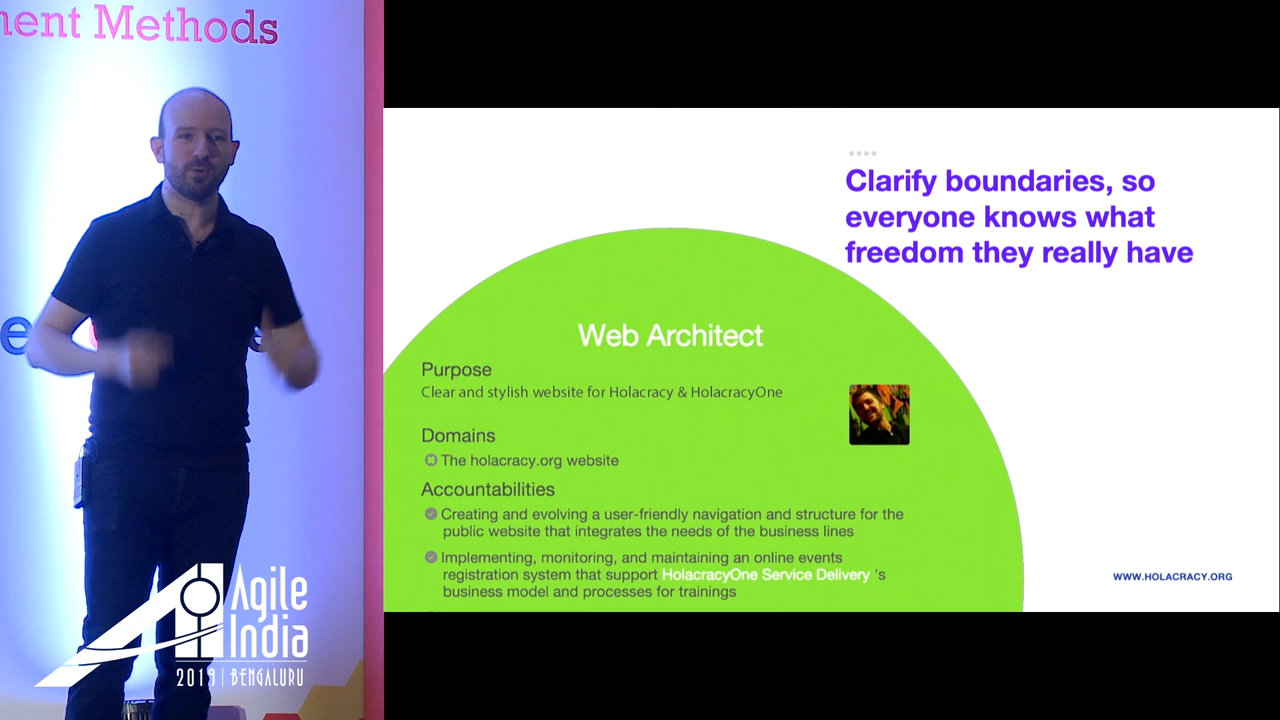 Methods
Agile
India
2019 | BENGALURU
Clarify boundaries, so
everyone knows what
freedom they really have
Web Architect
Purpose
Clear and stylish website for Holacracy & HolacracyOne
Domains
The holacracy.org website
Accountabilities
Creating and evolving a user-friendly navigation and structure for the
public website that integrates the needs of the business lines
Implementing, monitoring, and maintaining an online events
registration system that support HolacracyOne Service Delivery 's
business model and processes for trainings
WWW.HOLACRACY.ORG